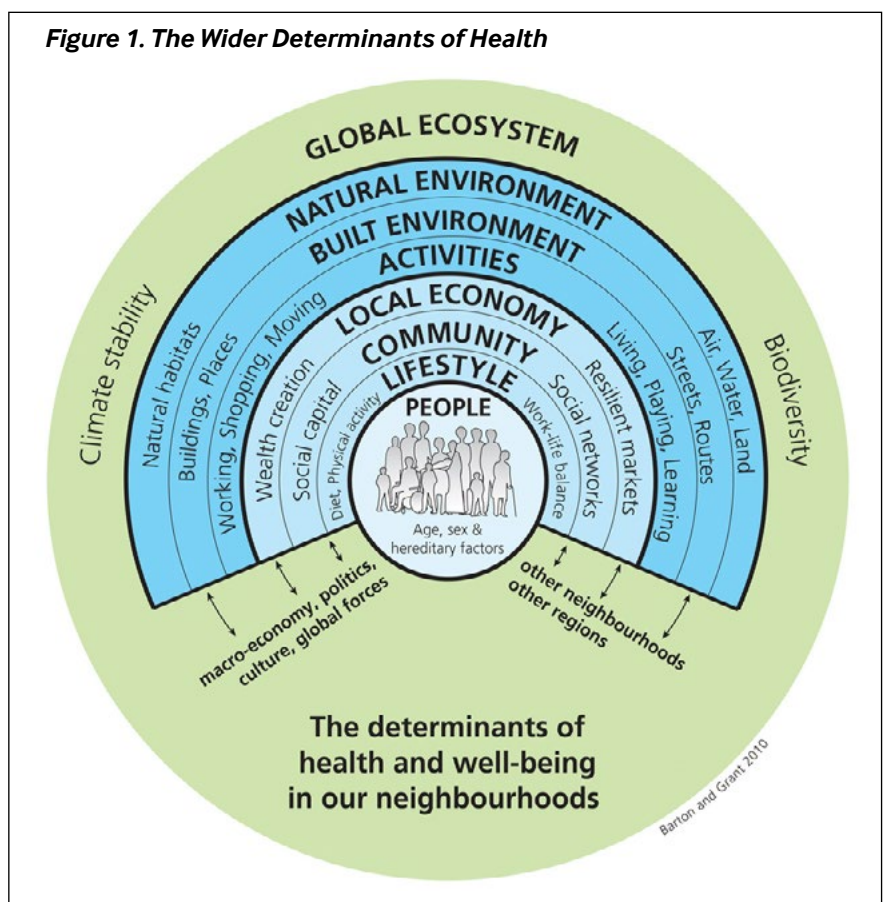 Figure 1. The Wider Determinants of Health
GLOBAL ECOSYSTEM
NATURAL ENVIRONMENT
BUILT ENVIRONMENT
ACTIVITIES
LOCAL ECONOMY
COMMUNITY
LIFESTYLE
PEOPLE
Age, sex &
hereditary factors
Climate stability
Natural habitats
Buildings, Places
Working, Shopping, Moving
Wealth creation
Social capital
Diet, Physical activity
Work-life balance
Social networks
Resilient markets
Living, Playing, Learning
Streets, Routes
Air, Water, Land
Biodiversity
macro-economy, politics,
culture, global forces
other neighbourhoods
other regions
The determinants of
health and well-being
in our neighbourhoods
Barton and Grant 2010